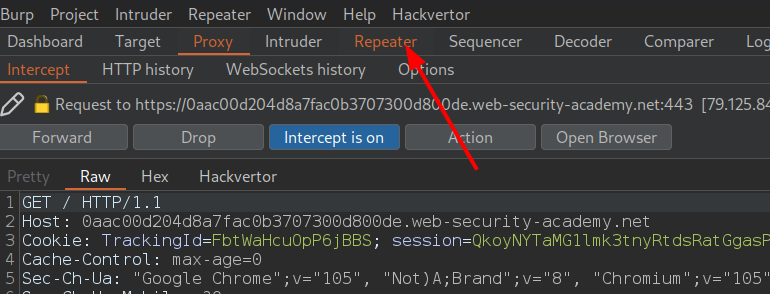 Burp Project Intruder Repeater Window Help Hackvertor
Dashboard Target Proxy Intruder Repeater Sequencer Decoder Comparer Log
Intercept HTTP history WebSockets history Options
Request to https://0aac00d204d8a7fac0b3707300d800de.web-security-academy.net:443 [79.125.84
Forward Drop Intercept is on Action Open Browser
Pretty Raw Hex Hackvertor
1 GET / HTTP/1.1
2 Host: 0aac00d204d8a7fac0b3707300d800de.web-security-academy.net
3 Cookie: TrackingId=FbtWaHcuOpP6jBBS; session=QkoyNYTaMG1lmk3tnyRtdsRatGgasP
4 Cache-Control: max-age=0
5 Sec-Ch-Ua: "Google Chrome";v="105", "Not)A;Brand";v="8", "Chromium";v="105"